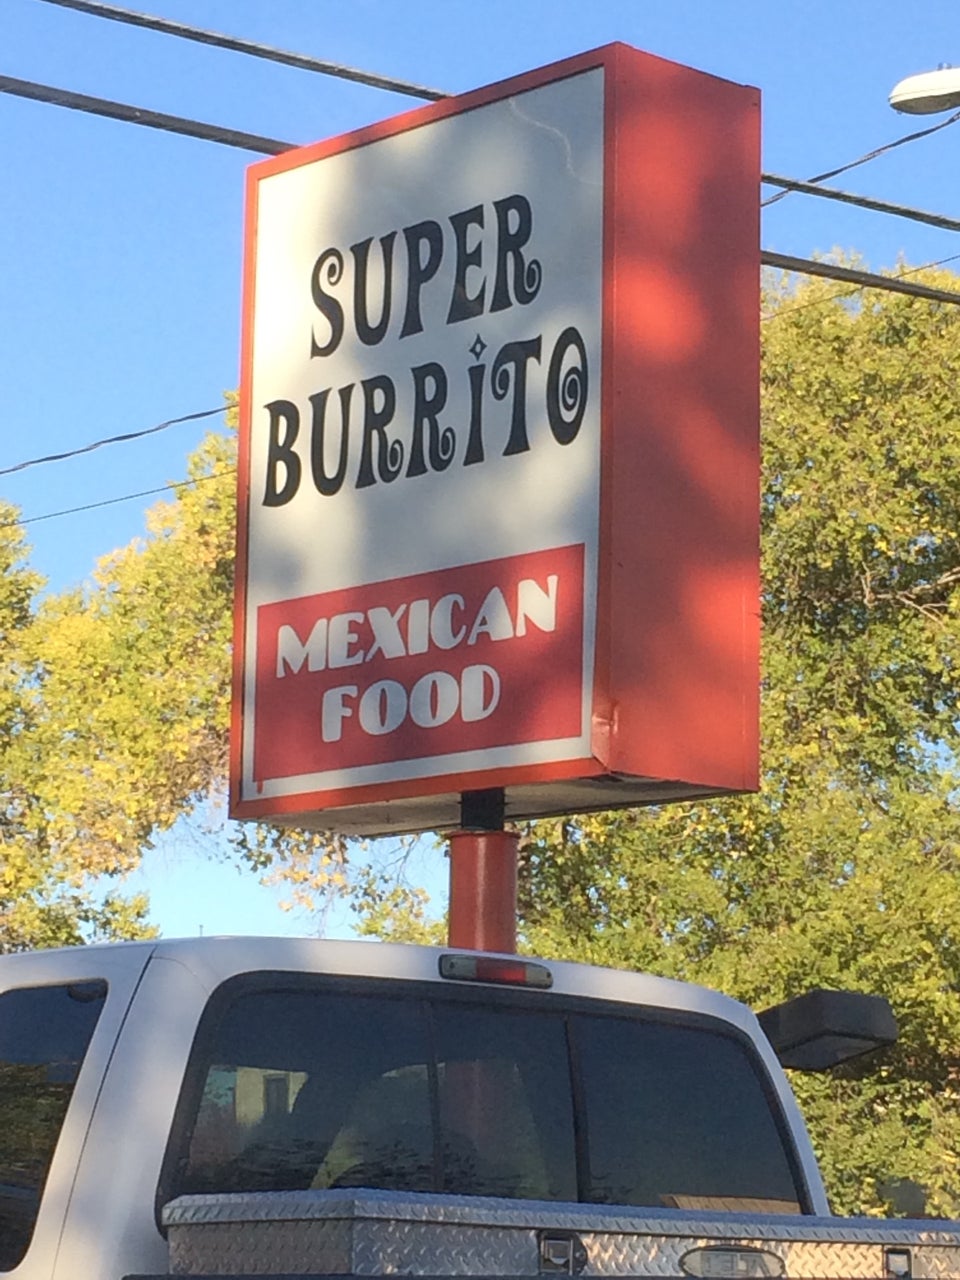 SUPER
BURRiTO
MEXICAN
FOOD